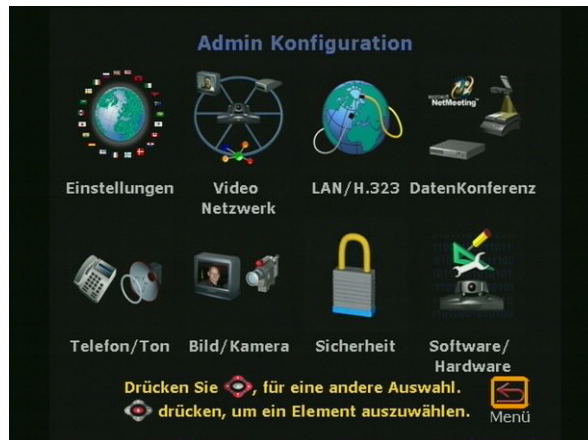 Admin Konfiguration
NetMeeting
Einstellungen
Video
Netzwerk
LAN/H.323
DatenKonferenz
Telefon/Ton
Bild/Kamera
Sicherheit
Software/
Hardware
Drücken Sie , für eine andere Auswahl.
drücken, um ein Element auszuwählen.
Menü